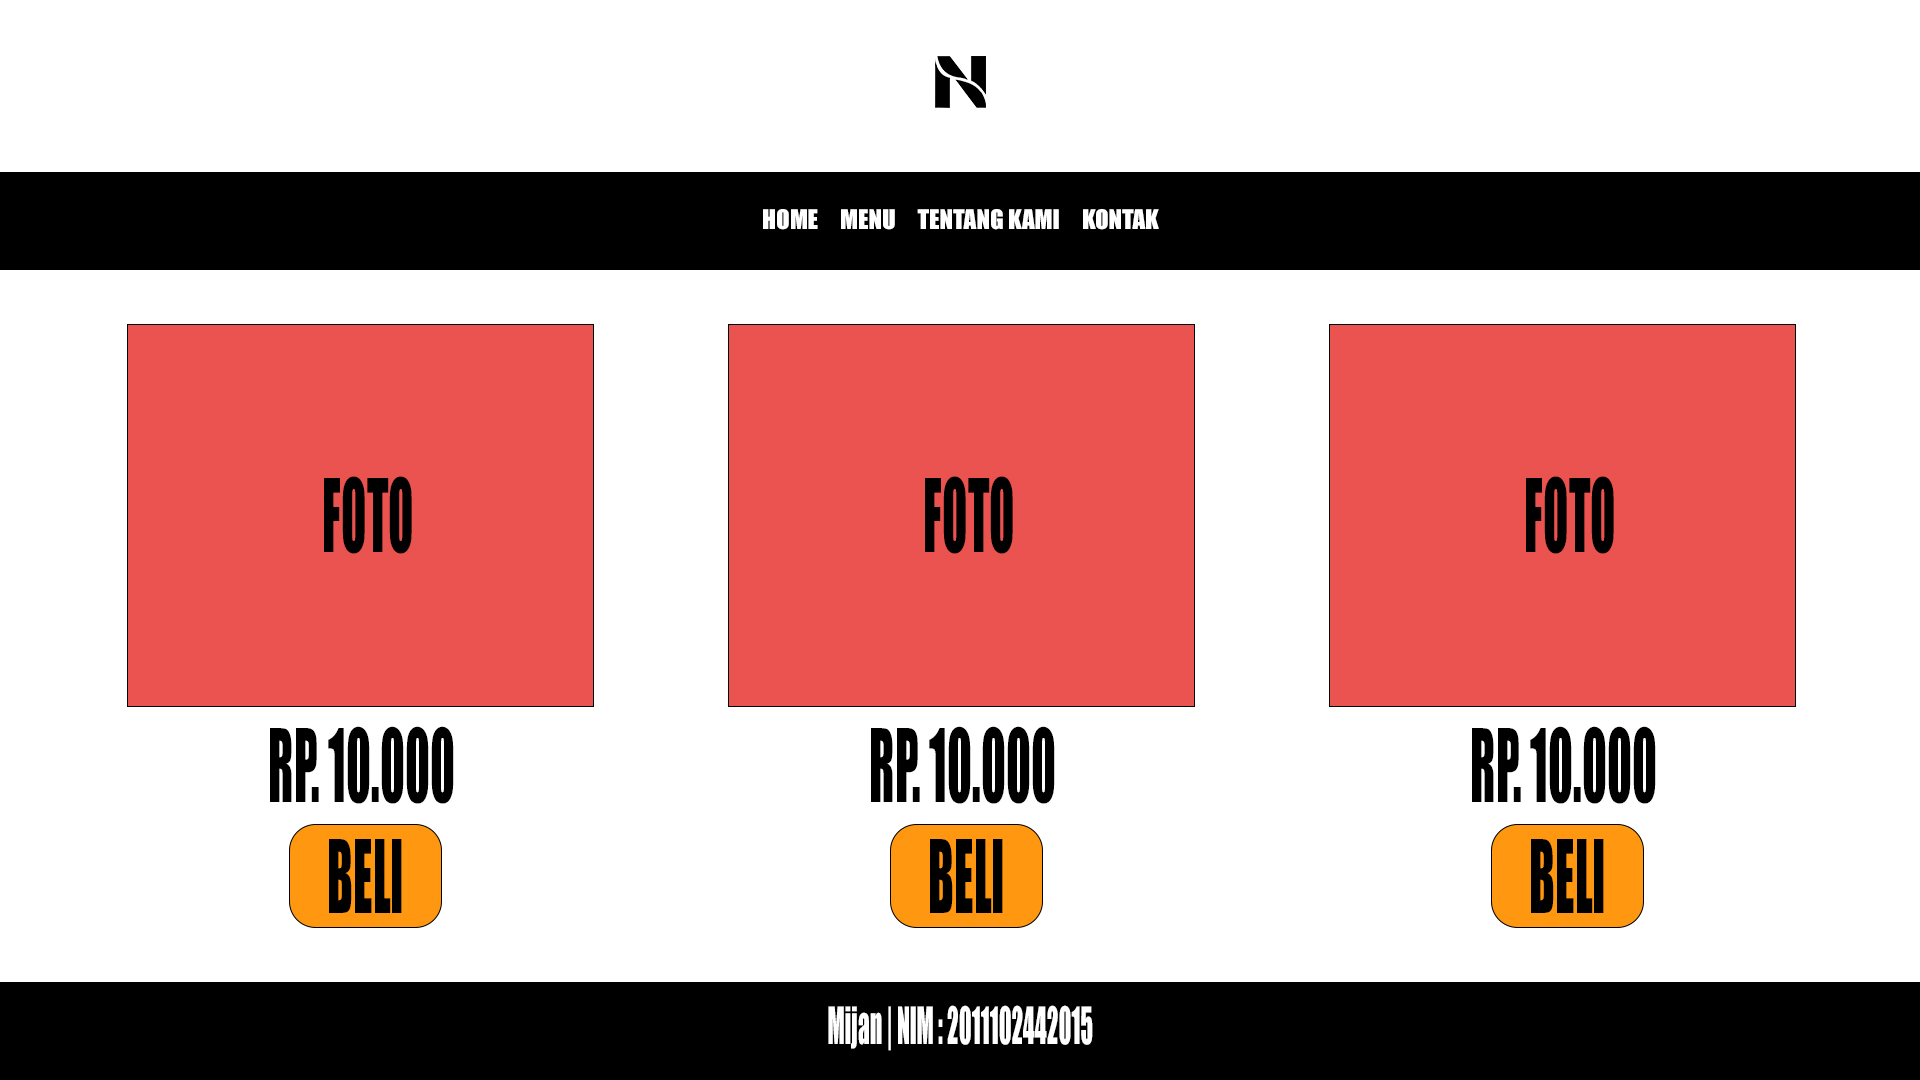 N
HOME MENU TENTANG KAMI KONTAK
FOTO FOTO FOTO
RP. 10.000 RP. 10.000 RP. 10.000
BELI BELI BELI
Mijan | NIM : 2011102442015